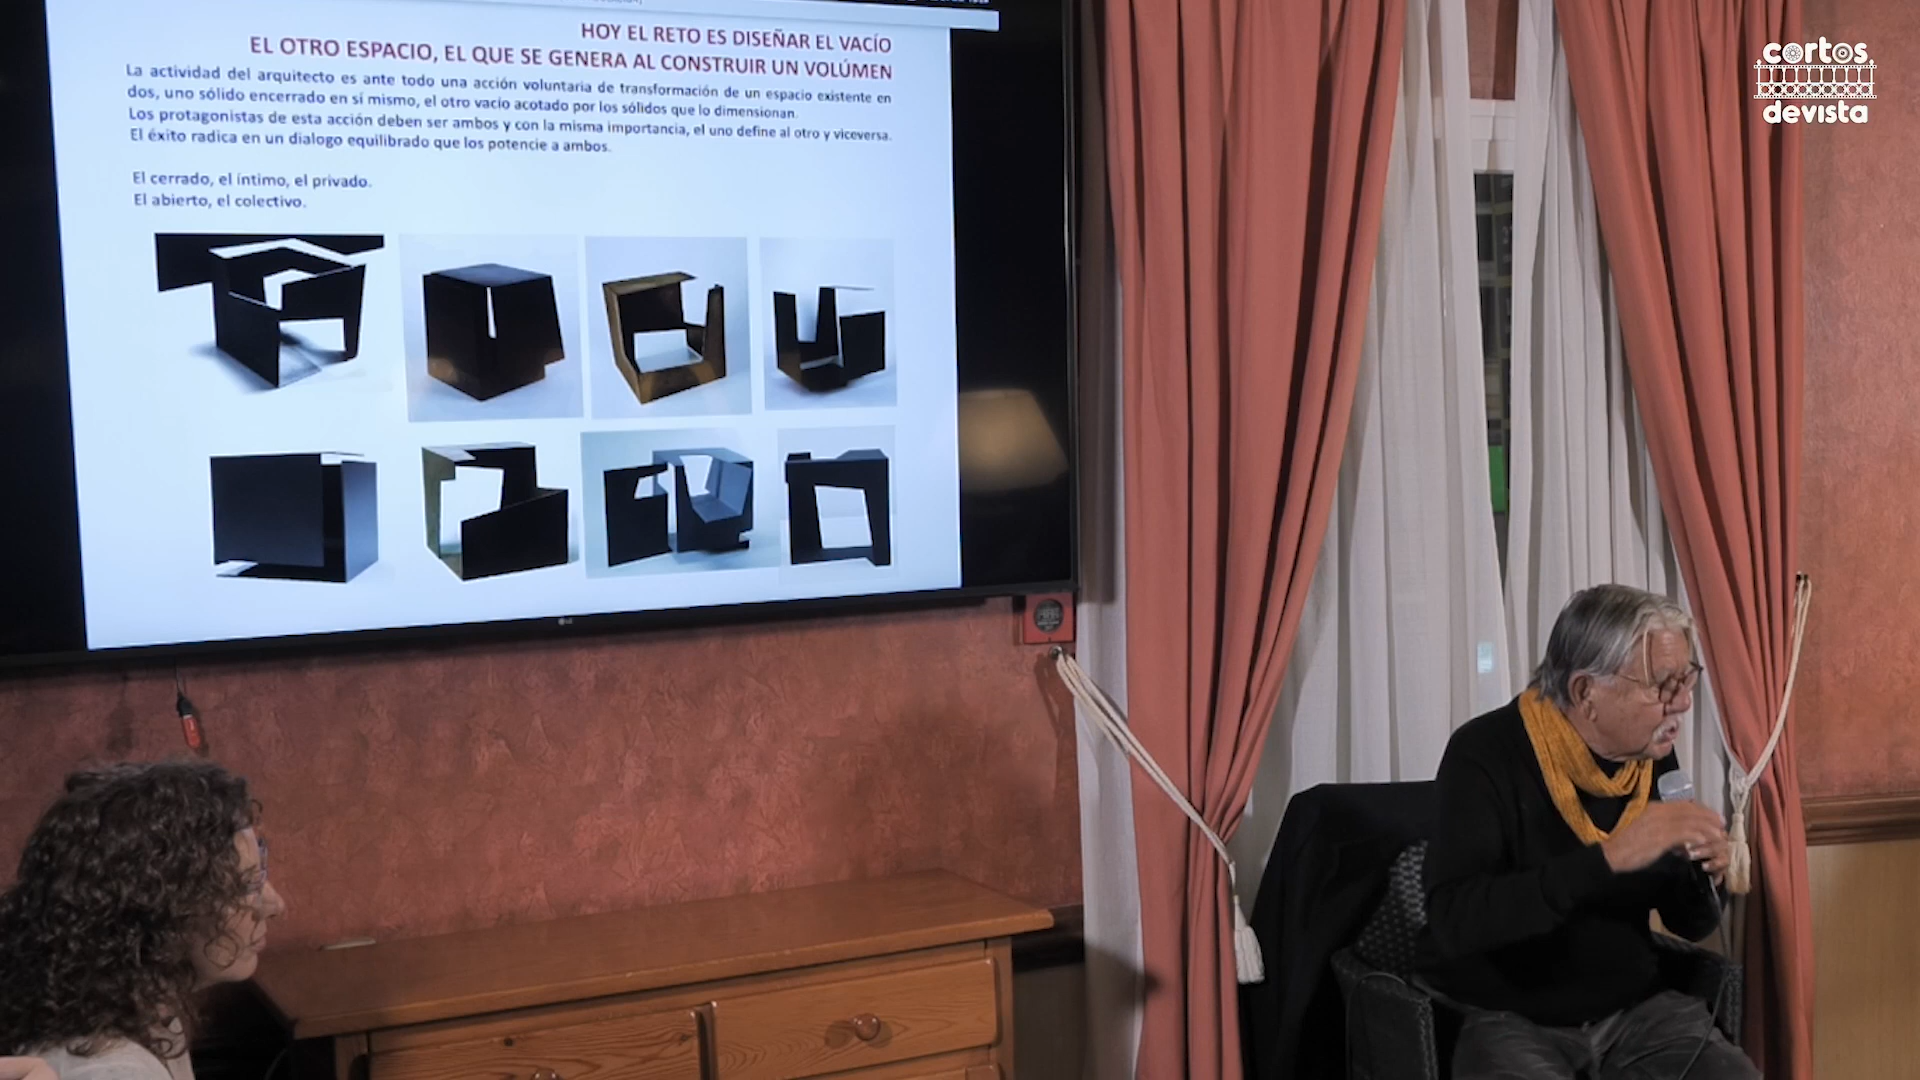 HOY EL RETO ES DISEÑAR EL VACÍO
EL OTRO ESPACIO, EL QUE SE GENERA AL CONSTRUIR UN VOLÚMEN
La actividad del arquitecto es ante todo una acción voluntaria de transformación de un espacio existente en
dos, uno sólido encerrado en sí mismo, el otro vacio acotado por los sólidos que lo dimensionan.
Los protagonistas de esta acción deben ser ambos y con la misma importancia, el uno define al otro y viceversa.
El éxito radica en un dialogo equilibrado que los potencie a ambos.
El cerrado, el íntimo, el privado.
El abierto, el colectivo.
cortos
devista
LG